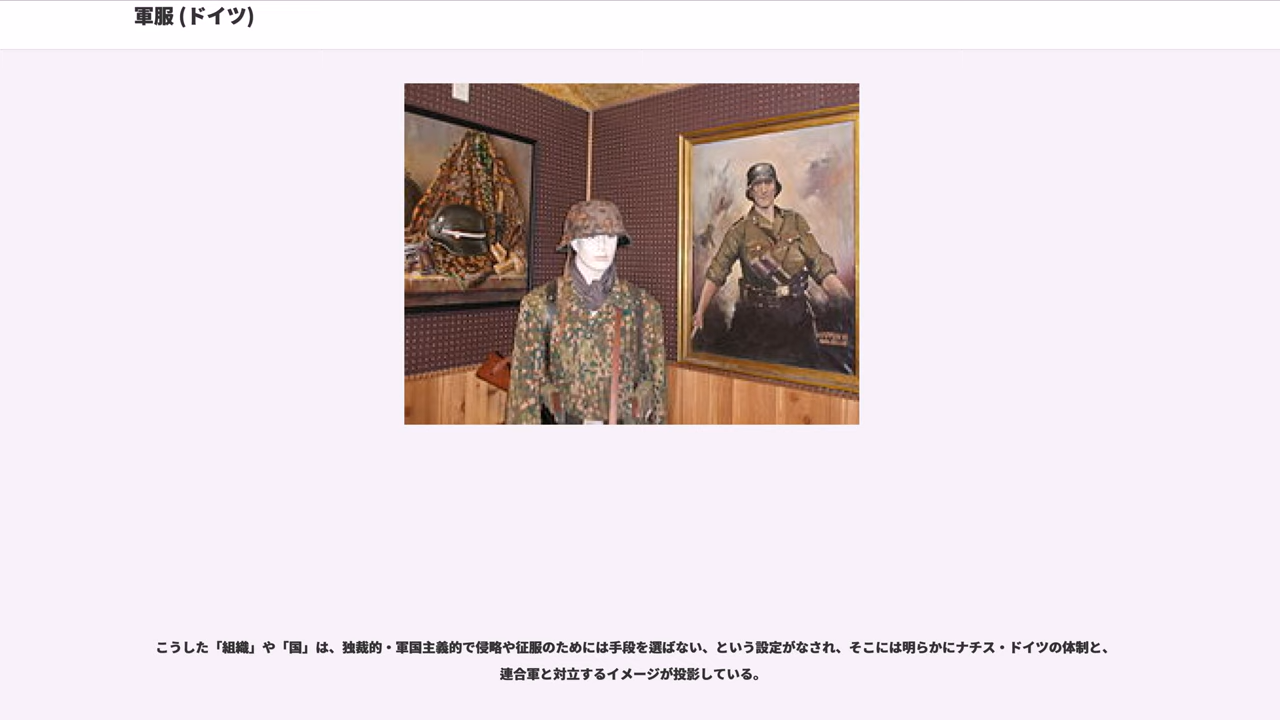 軍服 (ドイツ)
こうした「組織」や「国」は、独裁的・軍国主義的で侵略や征服のためには手段を選ばない、という設定がなされ、そこには明らかにナチス・ドイツの体制と、
連合軍と対立するイメージが投影している。